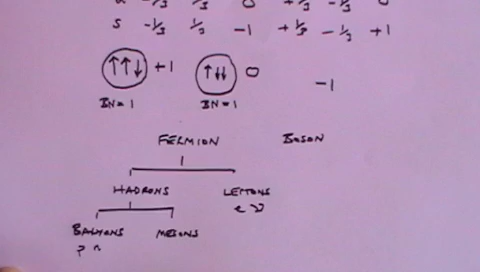 S -1/3 1/3 -1 +1/3 -1/3 +1
↑↑↓ +1 ↑↓↓ 0 -1
BN=1 BN=1
FERMION BOSON
HADRONS LEPTONS
BARYONS MESONS
P n